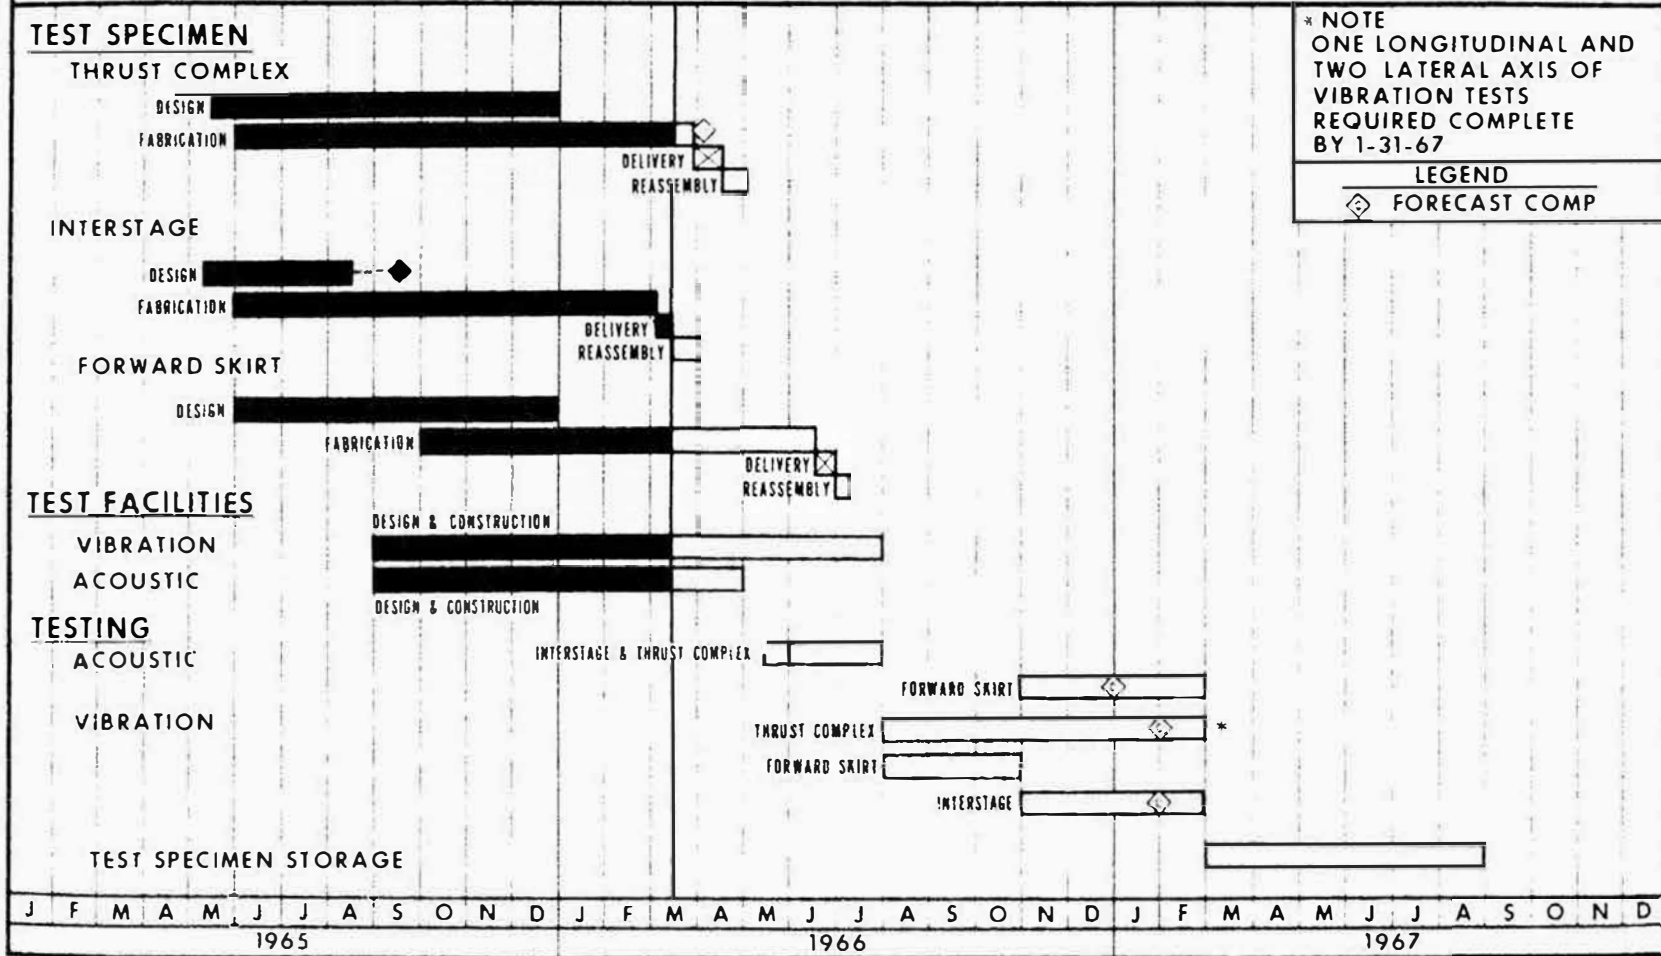 TEST SPECIMEN
THRUST COMPLEX
DESIGN
FABRICATION
DELIVERY
REASSEMBLY
INTERSTAGE
DESIGN
FABRICATION
DELIVERY
REASSEMBLY
FORWARD SKIRT
DESIGN
FABRICATION
DELIVERY
REASSEMBLY
TEST FACILITIES
DESIGN & CONSTRUCTION
VIBRATION
ACOUSTIC
DESIGN & CONSTRUCTION
TESTING
ACOUSTIC
INTERSTAGE & THRUST COMPLEX
FORWARD SKIRT
VIBRATION
THRUST COMPLEX *
FORWARD SKIRT
INTERSTAGE
TEST SPECIMEN STORAGE
* NOTE
ONE LONGITUDINAL AND
TWO LATERAL AXIS OF
VIBRATION TESTS
REQUIRED COMPLETE
BY 1-31-67
LEGEND
FORECAST COMP
J F M A M J J A S O N D J F M A M J J A S O N D J F M A M J J A S O N D
1965 1966 1967